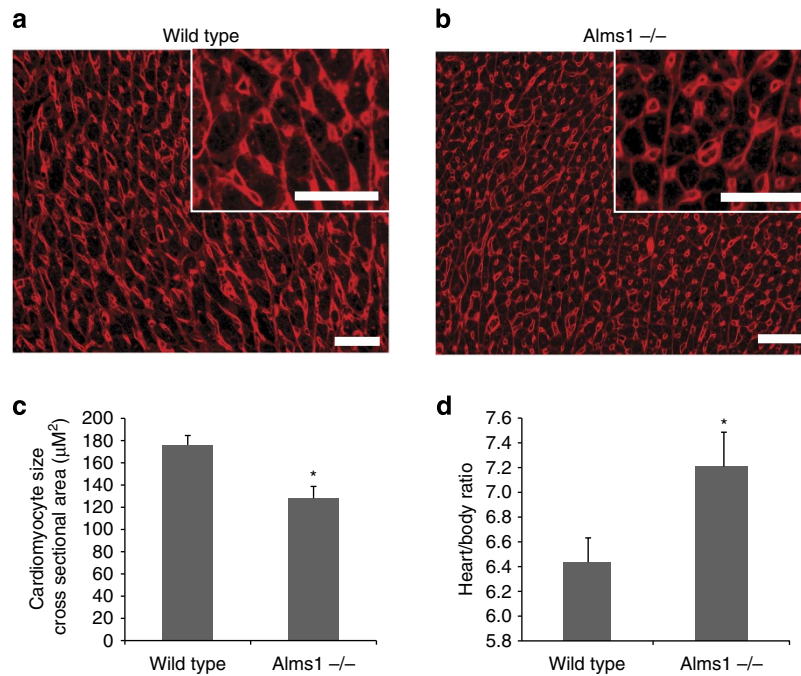 a
Wild type
b
Alms1 –/–
c
Cardiomyocyte size
cross sectional area (μM²)
200
180
160
140
120
100
80
60
40
20
0
*
Wild type
Alms1 –/–
d
Heart/body ratio
7.6
7.4
7.2
7.0
6.8
6.6
6.4
6.2
6.0
5.8
*
Wild type
Alms1 –/–